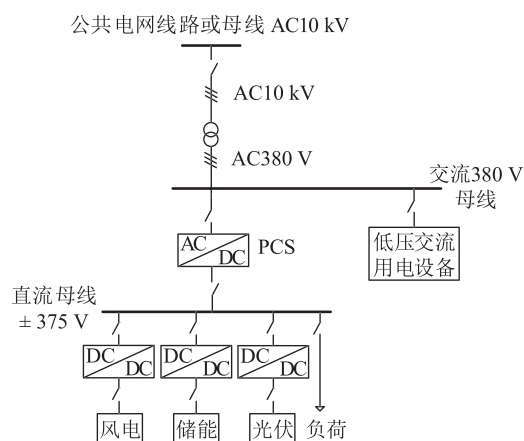 公共电网线路或母线 AC10 kV
AC10 kV
AC380 V
交流380 V
母线
AC
DC
PCS
低压交流
用电设备
直流母线
± 375 V
DC
DC
DC
DC
DC
DC
风电
储能
光伏
负荷